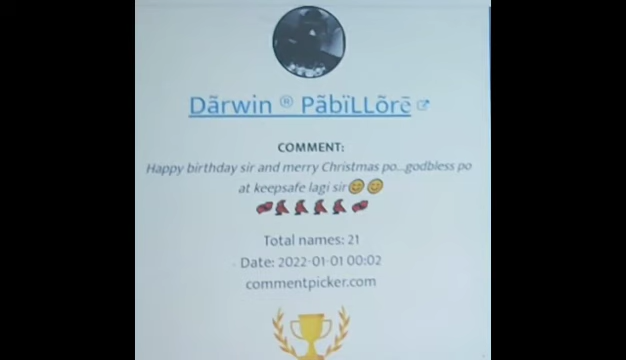 Dãrwin ® PãbïLLõrē
COMMENT:
Happy birthday sir and merry Christmas po...godbless po
at keepsafe lagi sir😊😊
Total names: 21
Date: 2022-01-01 00:02
commentpicker.com